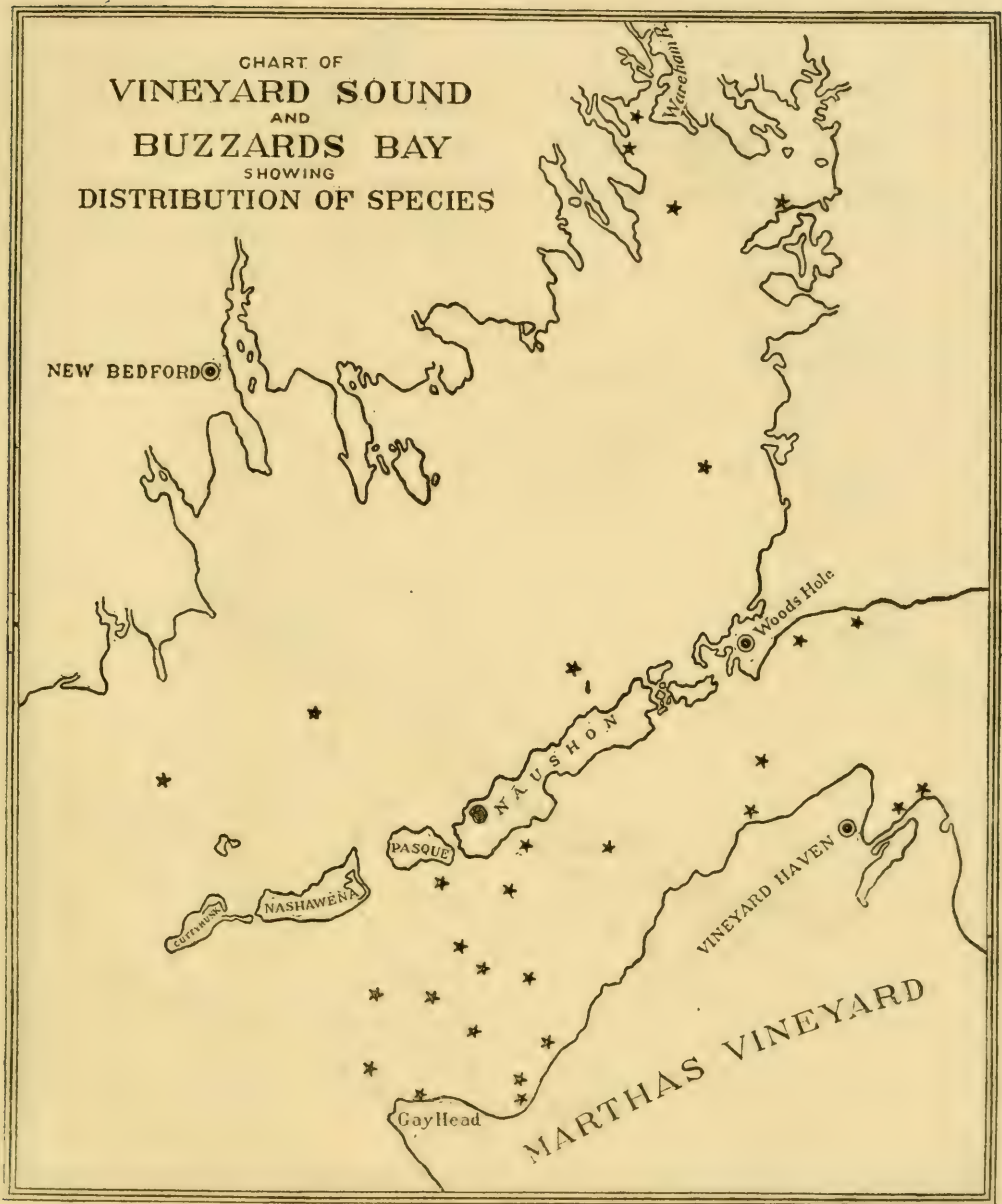 CHART OF
VINEYARD SOUND
AND
BUZZARDS BAY
SHOWING
DISTRIBUTION OF SPECIES
Wareham R.
NEW BEDFORD
Woods Hole
NAUSHON
PASQUE
NASHAWENA
CUTTYHUNK
VINEYARD HAVEN
MARTHAS VINEYARD
Gay Head